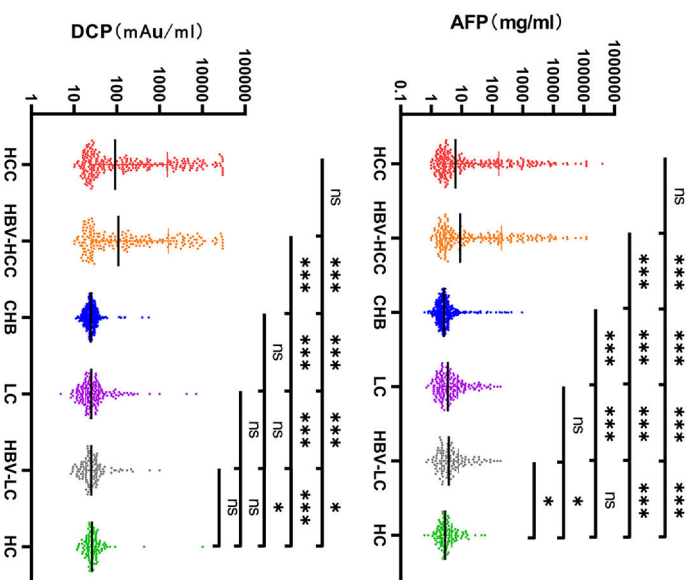 AFP(mg/ml)
1000000
100000
10000
1000
100
10
1
0.1
ns *** *** *** ***
*** *** *** ***
*** *** ns
ns *
*
HCC HBV-HCC CHB LC HBV-LC HC
DCP(mAu/ml)
100000
10000
1000
100
10
1
ns *** *** *** *
*** *** *** ***
ns ns *
ns ns
ns
HCC HBV-HCC CHB LC HBV-LC HC